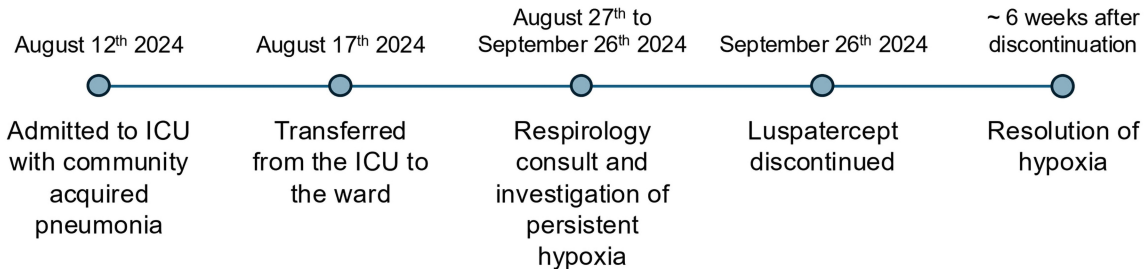 August 12th 2024
Admitted to ICU
with community
acquired
pneumonia
August 17th 2024
Transferred
from the ICU to
the ward
August 27th to
September 26th 2024
Respirology
consult and
investigation of
persistent
hypoxia
September 26th 2024
Luspatercept
discontinued
~ 6 weeks after
discontinuation
Resolution of
hypoxia